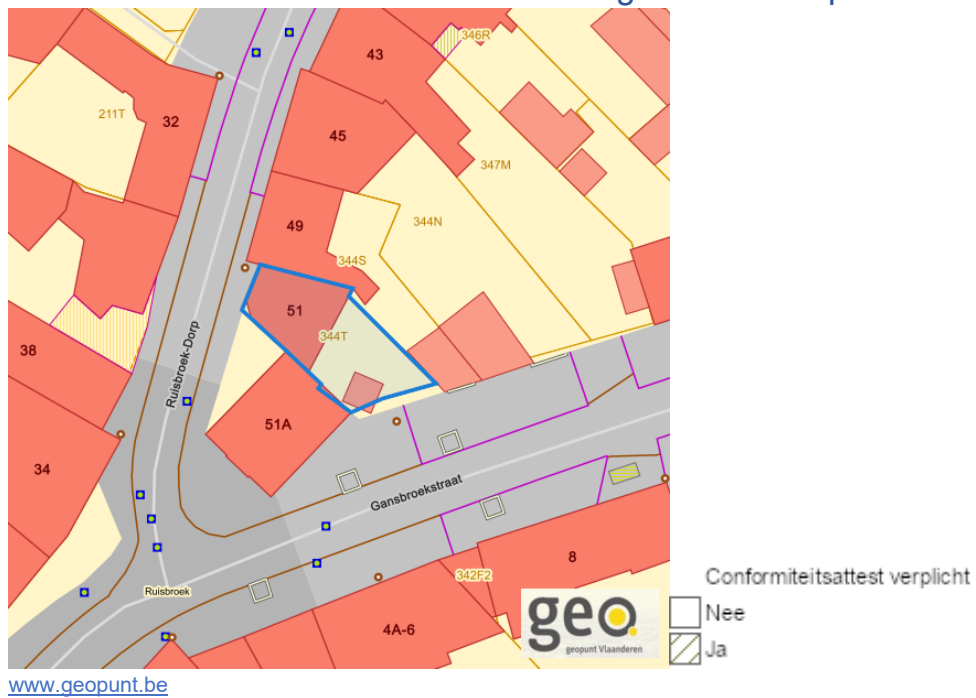 346R
43
211T
32
45
347M
344N
49
344S
51
344T
Ruisbroek-Dorp
38
51A
34
Gansbroekstraat
8
342F2
Ruisbroek
4A-6
geo.
geopunt Vlaanderen
Conformiteitsattest verplicht
Nee
Ja
www.geopunt.be